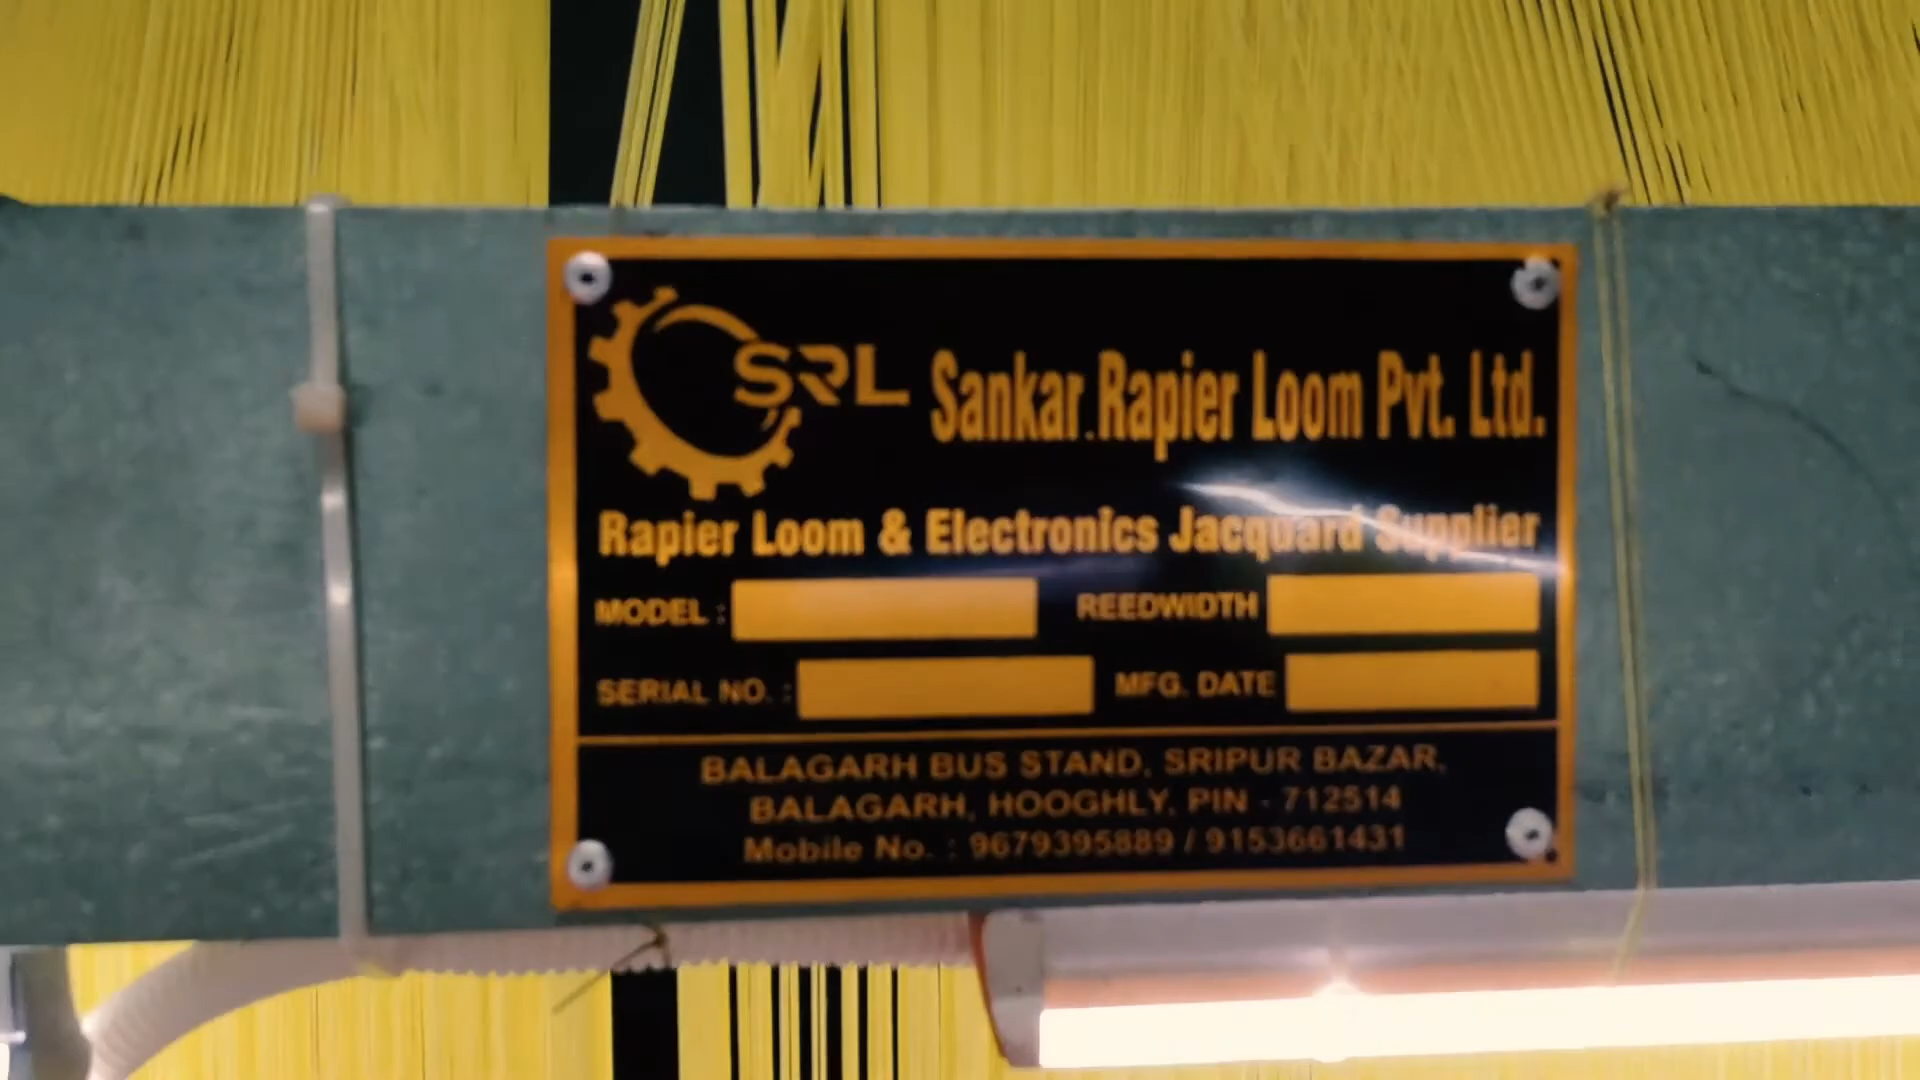 SRL Sankar Rapier Loom Pvt. Ltd.
Rapier Loom & Electronics Jacquard Supplier
MODEL : REEDWIDTH
SERIAL NO. : MFG. DATE
BALAGARH BUS STAND, SRIPUR BAZAR,
BALAGARH, HOOGHLY, PIN - 712514
Mobile No. : 9679395889 / 9153661431